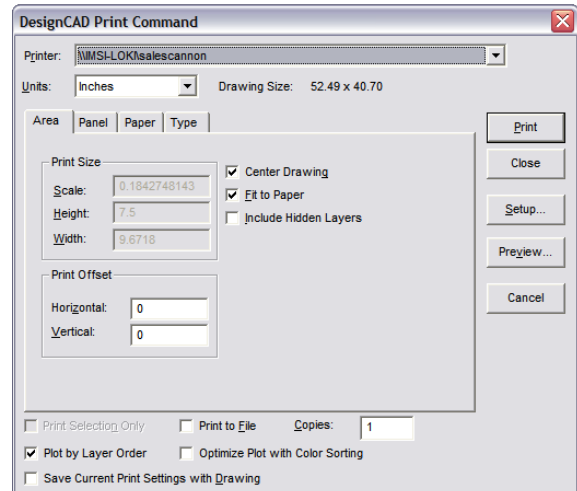 DesignCAD Print Command
Printer: \\IMSI-LOKI\salescannon
Units: Inches Drawing Size: 52.49 x 40.70
Area Panel Paper Type
Print
Print Size
Center Drawing
Close
Scale: 0.1842748143
Fit to Paper
Height: 7.5
Include Hidden Layers
Setup...
Width: 9.6718
Preview...
Print Offset
Cancel
Horizontal: 0
Vertical: 0
Print Selection Only Print to File Copies: 1
Plot by Layer Order Optimize Plot with Color Sorting
Save Current Print Settings with Drawing